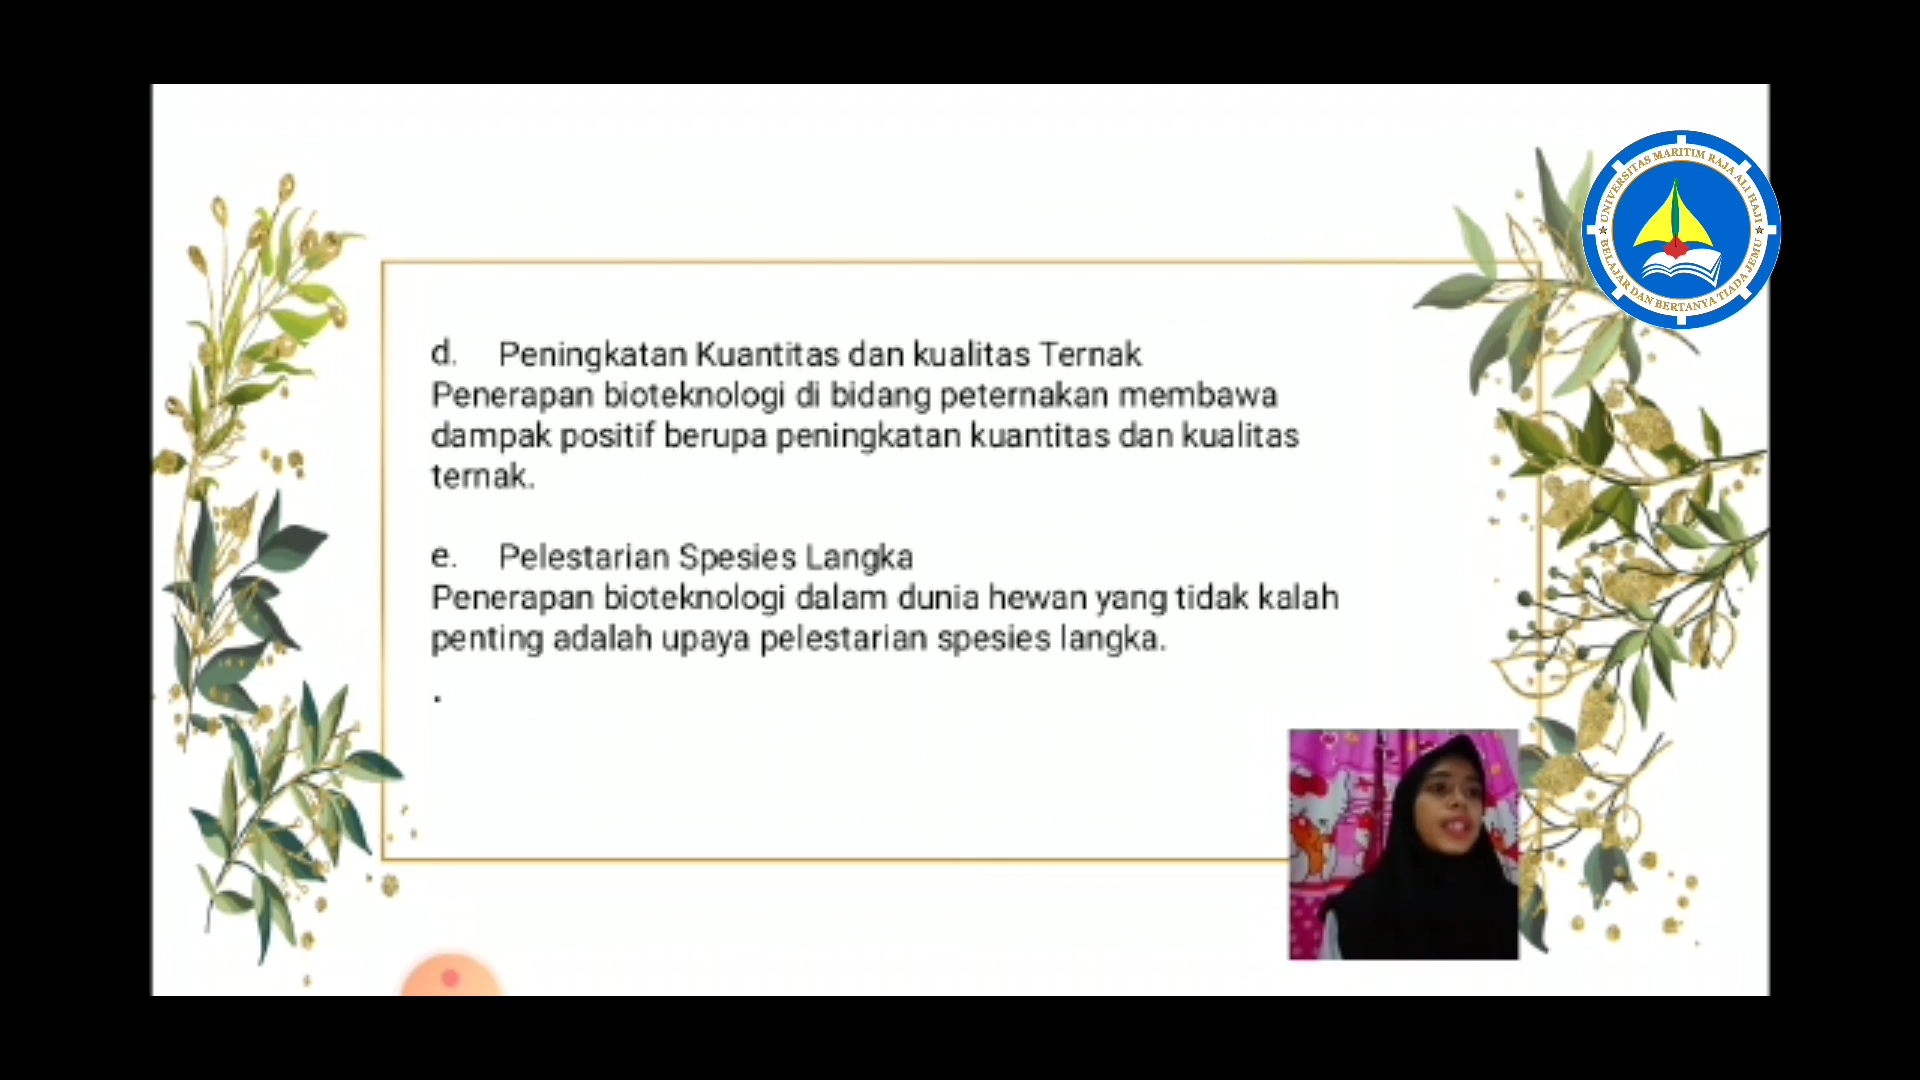 UNIVERSITAS MARITIM RAJA ALI HAJI
BELAJAR DAN BERTANYA TIADA JEMU
d. Peningkatan Kuantitas dan kualitas Ternak
Penerapan bioteknologi di bidang peternakan membawa
dampak positif berupa peningkatan kuantitas dan kualitas
ternak.
e. Pelestarian Spesies Langka
Penerapan bioteknologi dalam dunia hewan yang tidak kalah
penting adalah upaya pelestarian spesies langka.
.